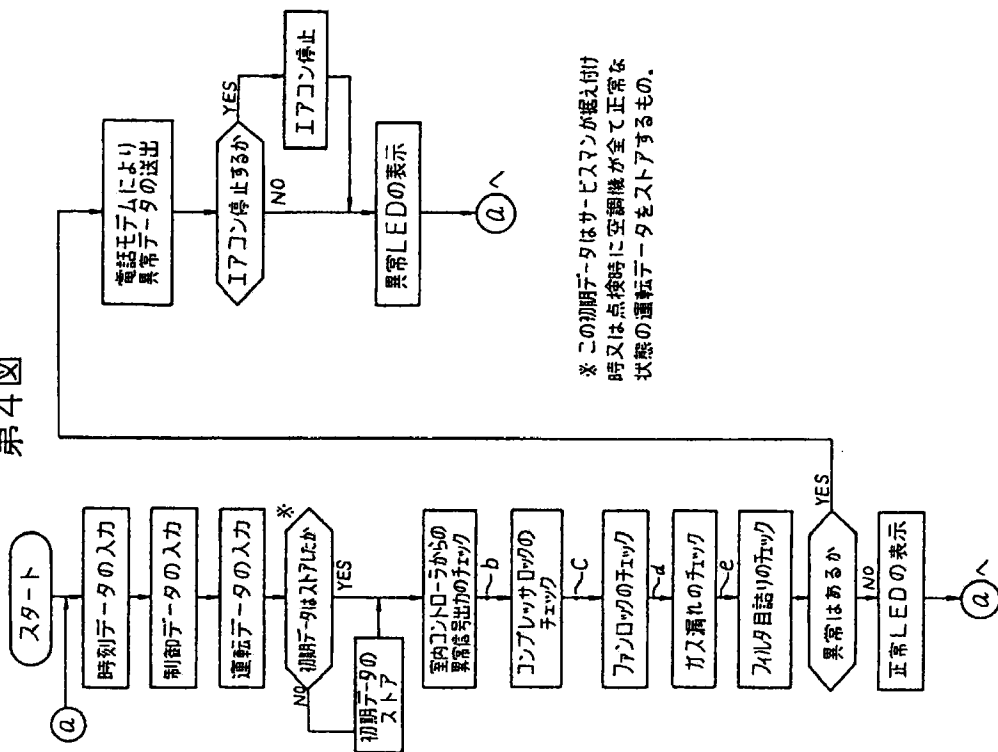 第4図
スタート
a
時刻データの入力
制御データの入力
運転データの入力
※
初期データはストアしたか
NO
YES
初期データの
ストア
室内コントローラからの
異常信号出力のチェック
b
コンプレッサロックの
チェック
C
ファンロックのチェック
d
ガス漏れのチェック
e
フィルタ目詰りのチェック
異常はあるか
YES
NO
正常LEDの表示
aへ
電話モデムにより
異常データの送出
エアコン停止するか
YES
NO
エアコン停止
異常LEDの表示
aへ
※この初期データはサービスマンが据え付け
時又は点検時に空調機が全て正常な
状態の運転データをストアするもの。